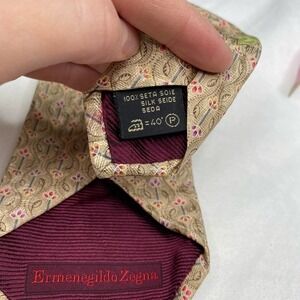 100% SETA SOIE
SILK SEIDE
SEDA
=40° P
Ermenegildo Zegna